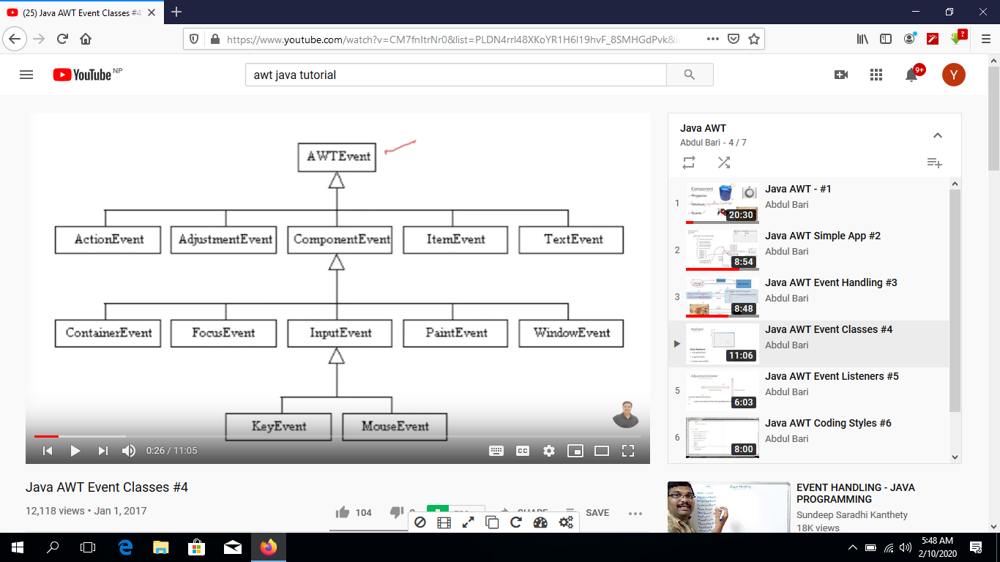 (25) Java AWT Event Classes #4
https://www.youtube.com/watch?v=CM7fnItrNr0&list=PLDN4rrl48XKoYR1H6l19hvF_8SMHGdPvk&i
YouTube NP
awt java tutorial
9+
Y
AWTEvent
ActionEvent AdjustmentEvent ComponentEvent ItemEvent TextEvent
ContainerEvent FocusEvent InputEvent PaintEvent WindowEvent
KeyEvent MouseEvent
0:26 / 11:05
CC
Java AWT Event Classes #4
12,118 views • Jan 1, 2017
104
SHARE
SAVE
Java AWT
Abdul Bari - 4 / 7
1
Component
20:30
Java AWT - #1
Abdul Bari
2
8:54
Java AWT Simple App #2
Abdul Bari
3
8:48
Java AWT Event Handling #3
Abdul Bari
KeyEvent
11:06
Java AWT Event Classes #4
Abdul Bari
5
AdjustmentListener
6:03
Java AWT Event Listeners #5
Abdul Bari
6
8:00
Java AWT Coding Styles #6
Abdul Bari
EVENT HANDLING - JAVA
PROGRAMMING
Sundeep Saradhi Kanthety
18K views
5:48 AM
2/10/2020